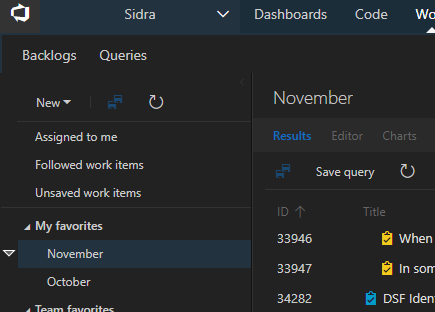 Sidra Dashboards Code Wo
Backlogs Queries
New
Assigned to me
Followed work items
Unsaved work items
My favorites
November
October
Team favorites
November
Results Editor Charts
Save query
ID Title
33946 When
33947 In som
34282 DSF Iden